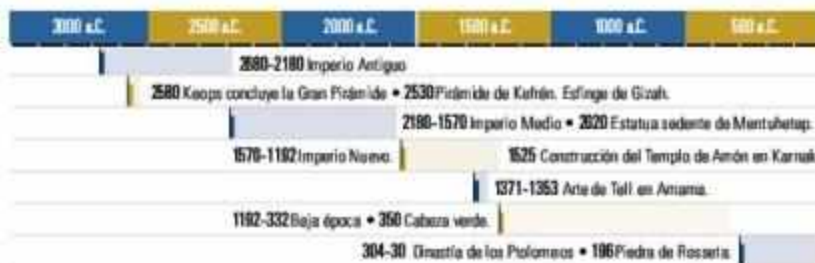 3000 a.C. 2500 a.C. 2000 a.C. 1500 a.C. 1000 a.C. 500 a.C.
2680-2180 Imperio Antiguo
2580 Keops concluye la Gran Pirámide • 2530 Pirámide de Kefrén. Esfinge de Gizah.
2180-1570 Imperio Medio • 2020 Estatua sedente de Mentuhetep.
1570-1192 Imperio Nuevo. 1525 Construcción del Templo de Amón en Karnak
1371-1353 Arte de Tell en Amarna.
1192-332 Baja época • 350 Cabeza verde.
304-30 Dinastía de los Ptolomeos • 196 Piedra de Rosseta.